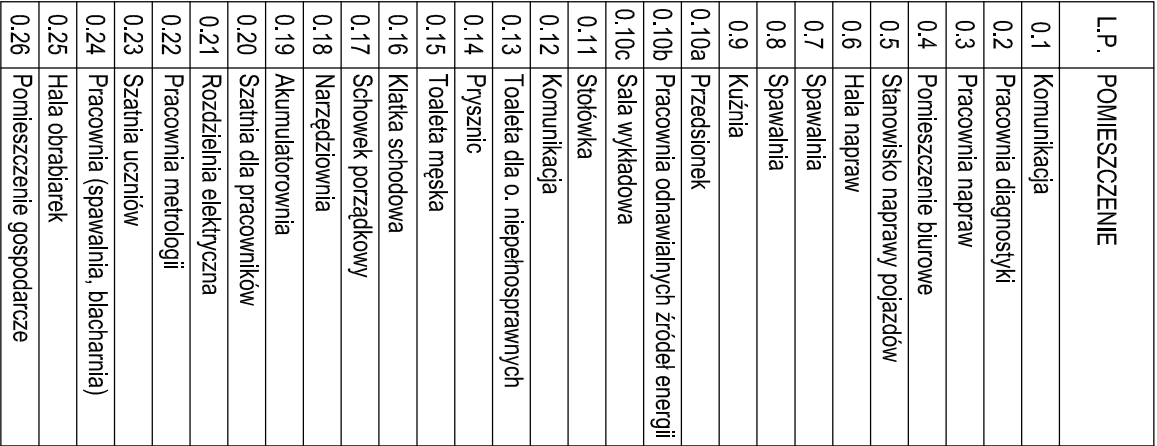 L.P. POMIESZCZENIE
0.1 Komunikacja
0.2 Pracownia diagnostyki
0.3 Pracownia napraw
0.4 Pomieszczenie biurowe
0.5 Stanowisko naprawy pojazdów
0.6 Hala napraw
0.7 Spawalnia
0.8 Spawalnia
0.9 Kuźnia
0.10a Przedsionek
0.10b Pracownia odnawialnych źródeł energii
0.10c Sala wykładowa
0.11 Stołówka
0.12 Komunikacja
0.13 Toaleta dla o. niepełnosprawnych
0.14 Prysznic
0.15 Toaleta męska
0.16 Klatka schodowa
0.17 Schowek porządkowy
0.18 Narzędziownia
0.19 Akumulatorownia
0.20 Szatnia dla pracowników
0.21 Rozdzielnia elektryczna
0.22 Pracownia metrologii
0.23 Szatnia uczniów
0.24 Pracownia (spawalnia, blacharnia)
0.25 Hala obrabiarek
0.26 Pomieszczenie gospodarcze